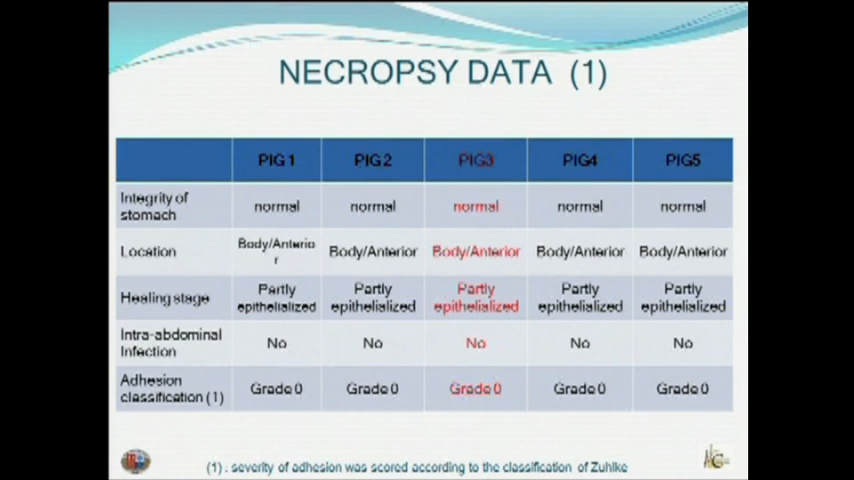 NECROPSY DATA (1)
PIG 1 PIG 2 PIG3 PIG4 PIG5
Integrity of stomach normal normal normal normal normal
Location Body/Anterior Body/Anterior Body/Anterior Body/Anterior Body/Anterior
Healing stage Partly epithelialized Partly epithelialized Partly epithelialized Partly epithelialized Partly epithelialized
Intra-abdominal Infection No No No No No
Adhesion classification (1) Grade 0 Grade 0 Grade 0 Grade 0 Grade 0
(1) : severity of adhesion was scored according to the classification of Zuhlke